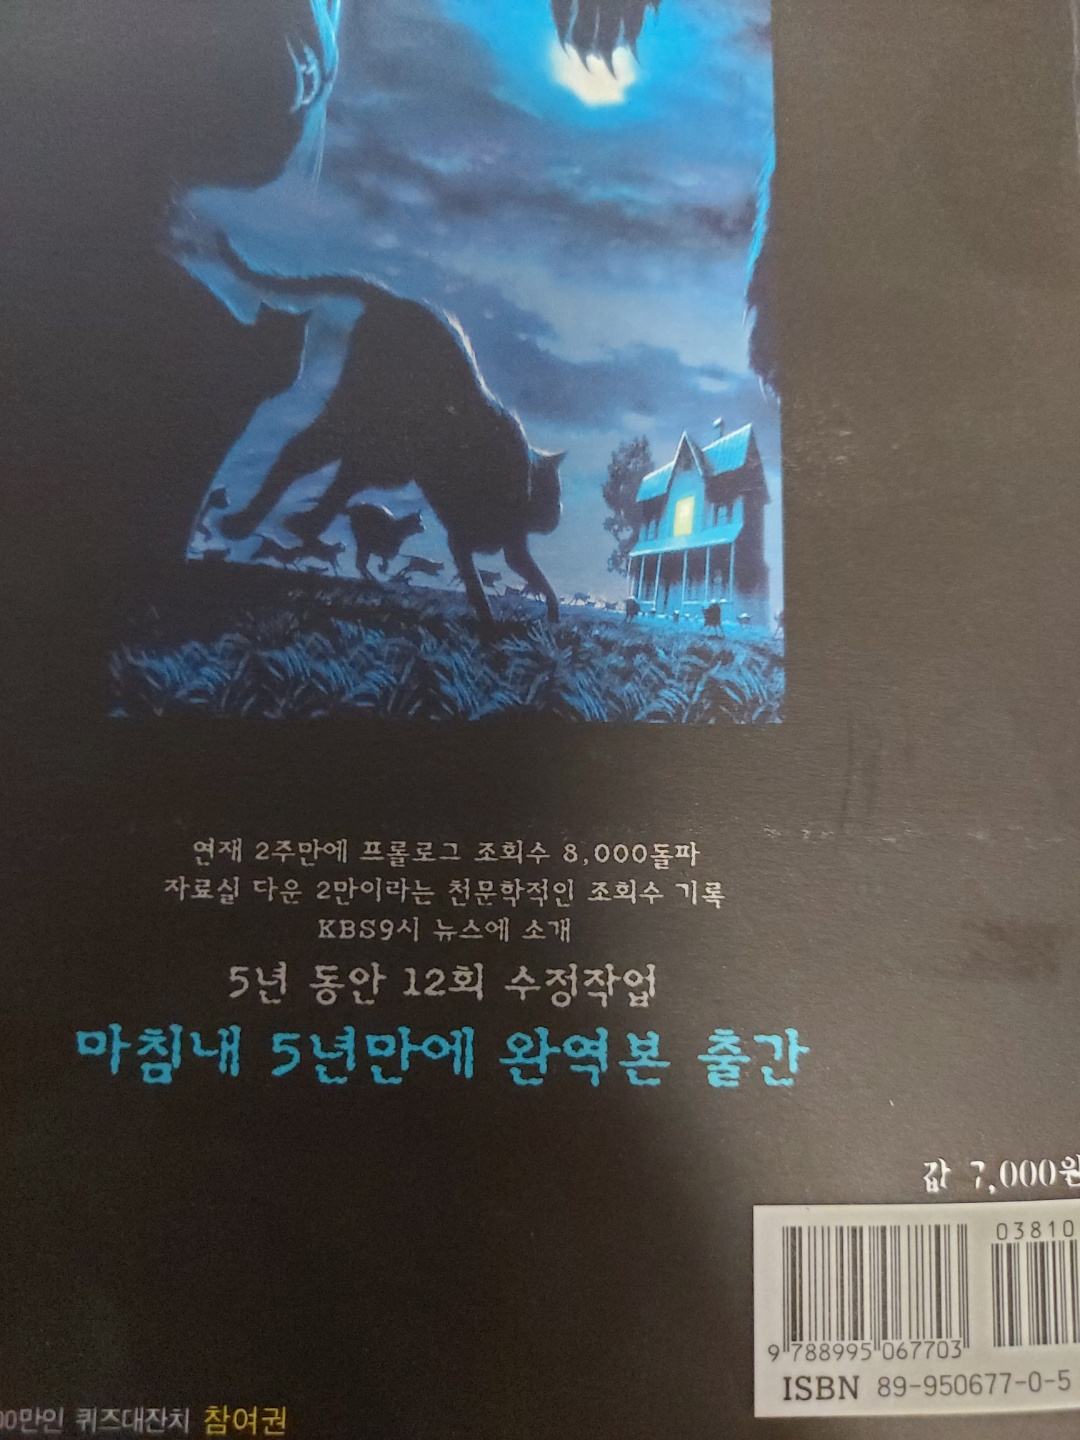 연재 2주만에 프롤로그 조회수 8,000돌파
자료실 다운 2만이라는 천문학적인 조회수 기록
KBS9시 뉴스에 소개
5년 동안 12회 수정작업
마침내 5년만에 완역본 출간
값 7,000원
03810
9 788995 067703
ISBN 89-950677-0-5
00만인 퀴즈대잔치 참여권